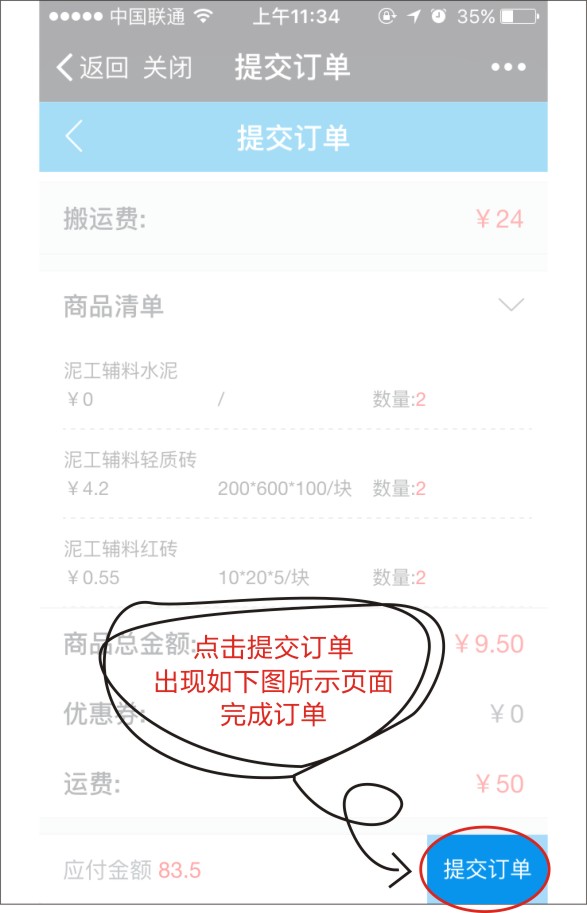 中国联通 上午11:34 35%
返回 关闭 提交订单
提交订单
搬运费: ￥24
商品清单
泥工辅料水泥
￥0 / 数量:2
泥工辅料轻质砖
￥4.2 200*600*100/块 数量:2
泥工辅料红砖
￥0.55 10*20*5/块 数量:2
商品总金额: ￥9.50
点击提交订单
出现如下图所示页面
完成订单
优惠券: ￥0
运费: ￥50
应付金额 83.5 提交订单